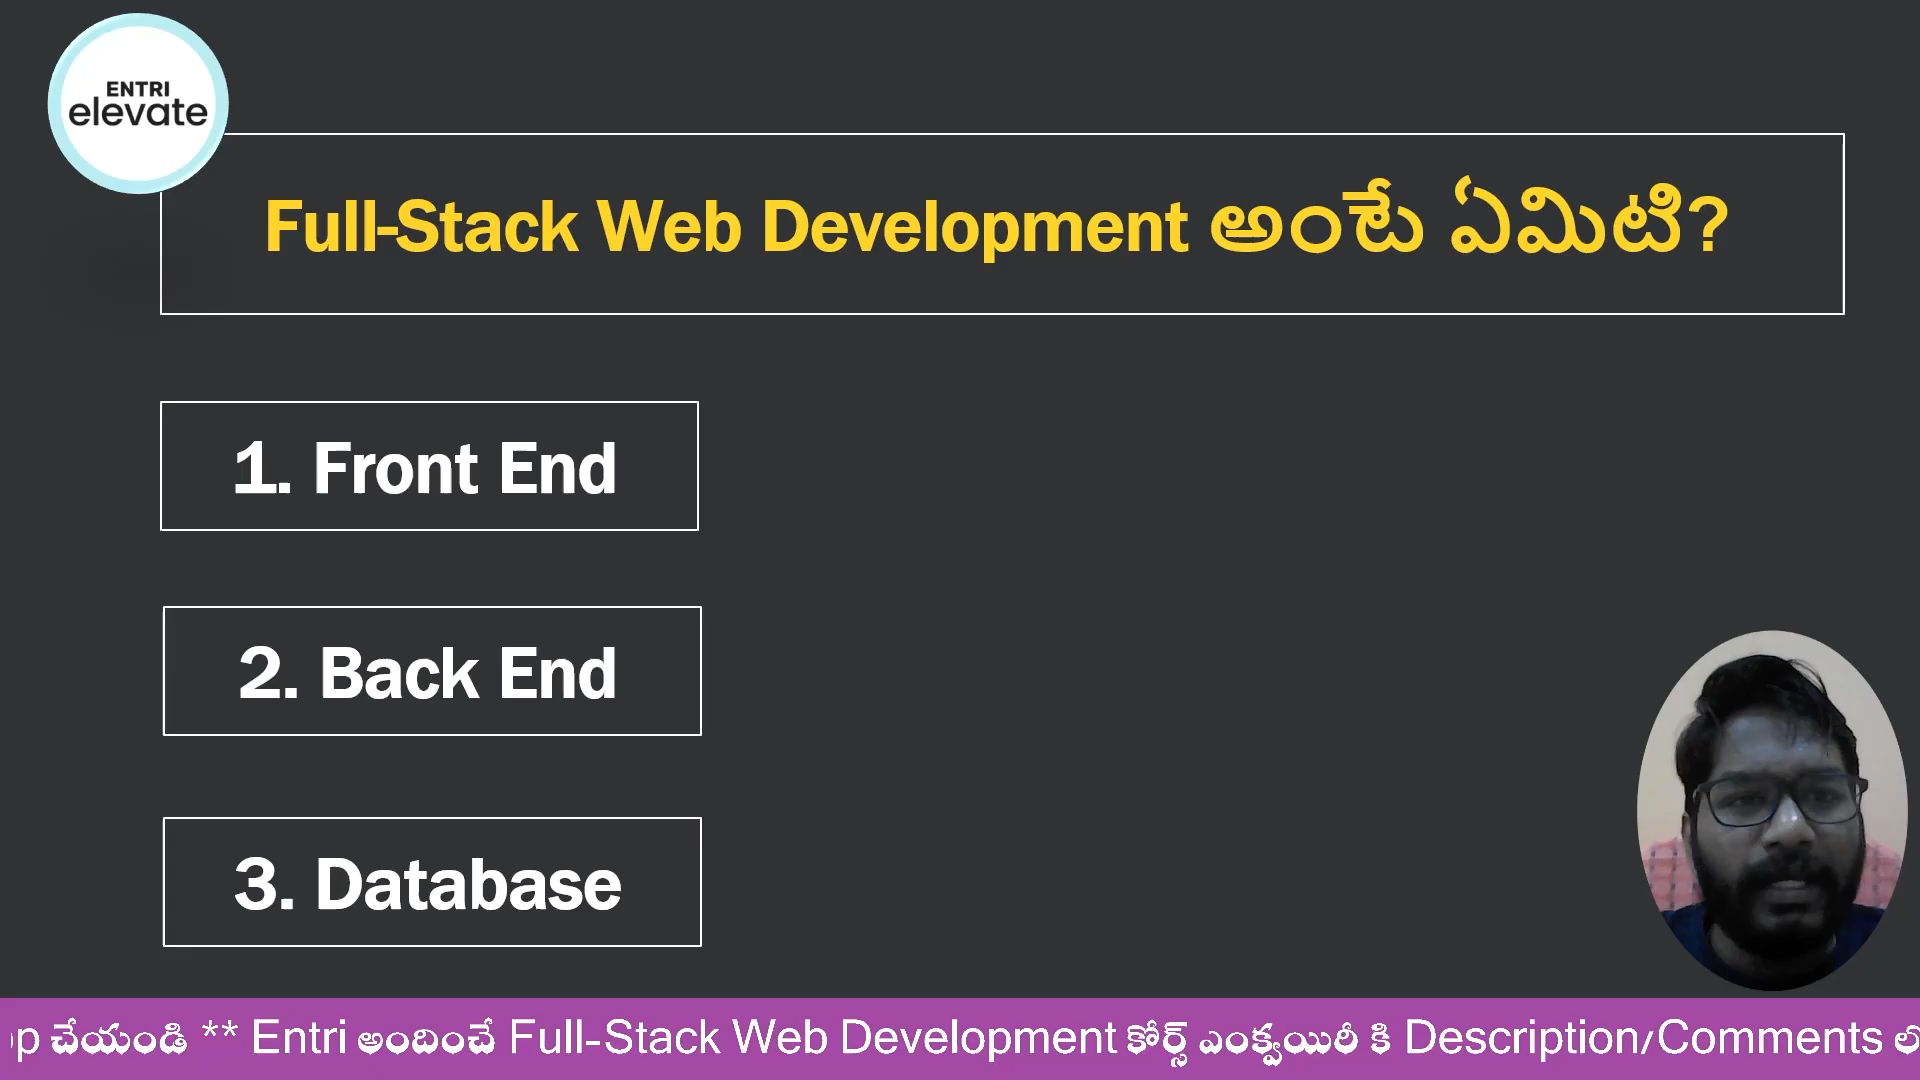 ENTRI
elevate
Full-Stack Web Development అంటే ఏమిటి?
1. Front End
2. Back End
3. Database
చేయండి ** Entri అందించే Full-Stack Web Development కోర్స్ ఎంక్వయిరీ కి Description/Comments